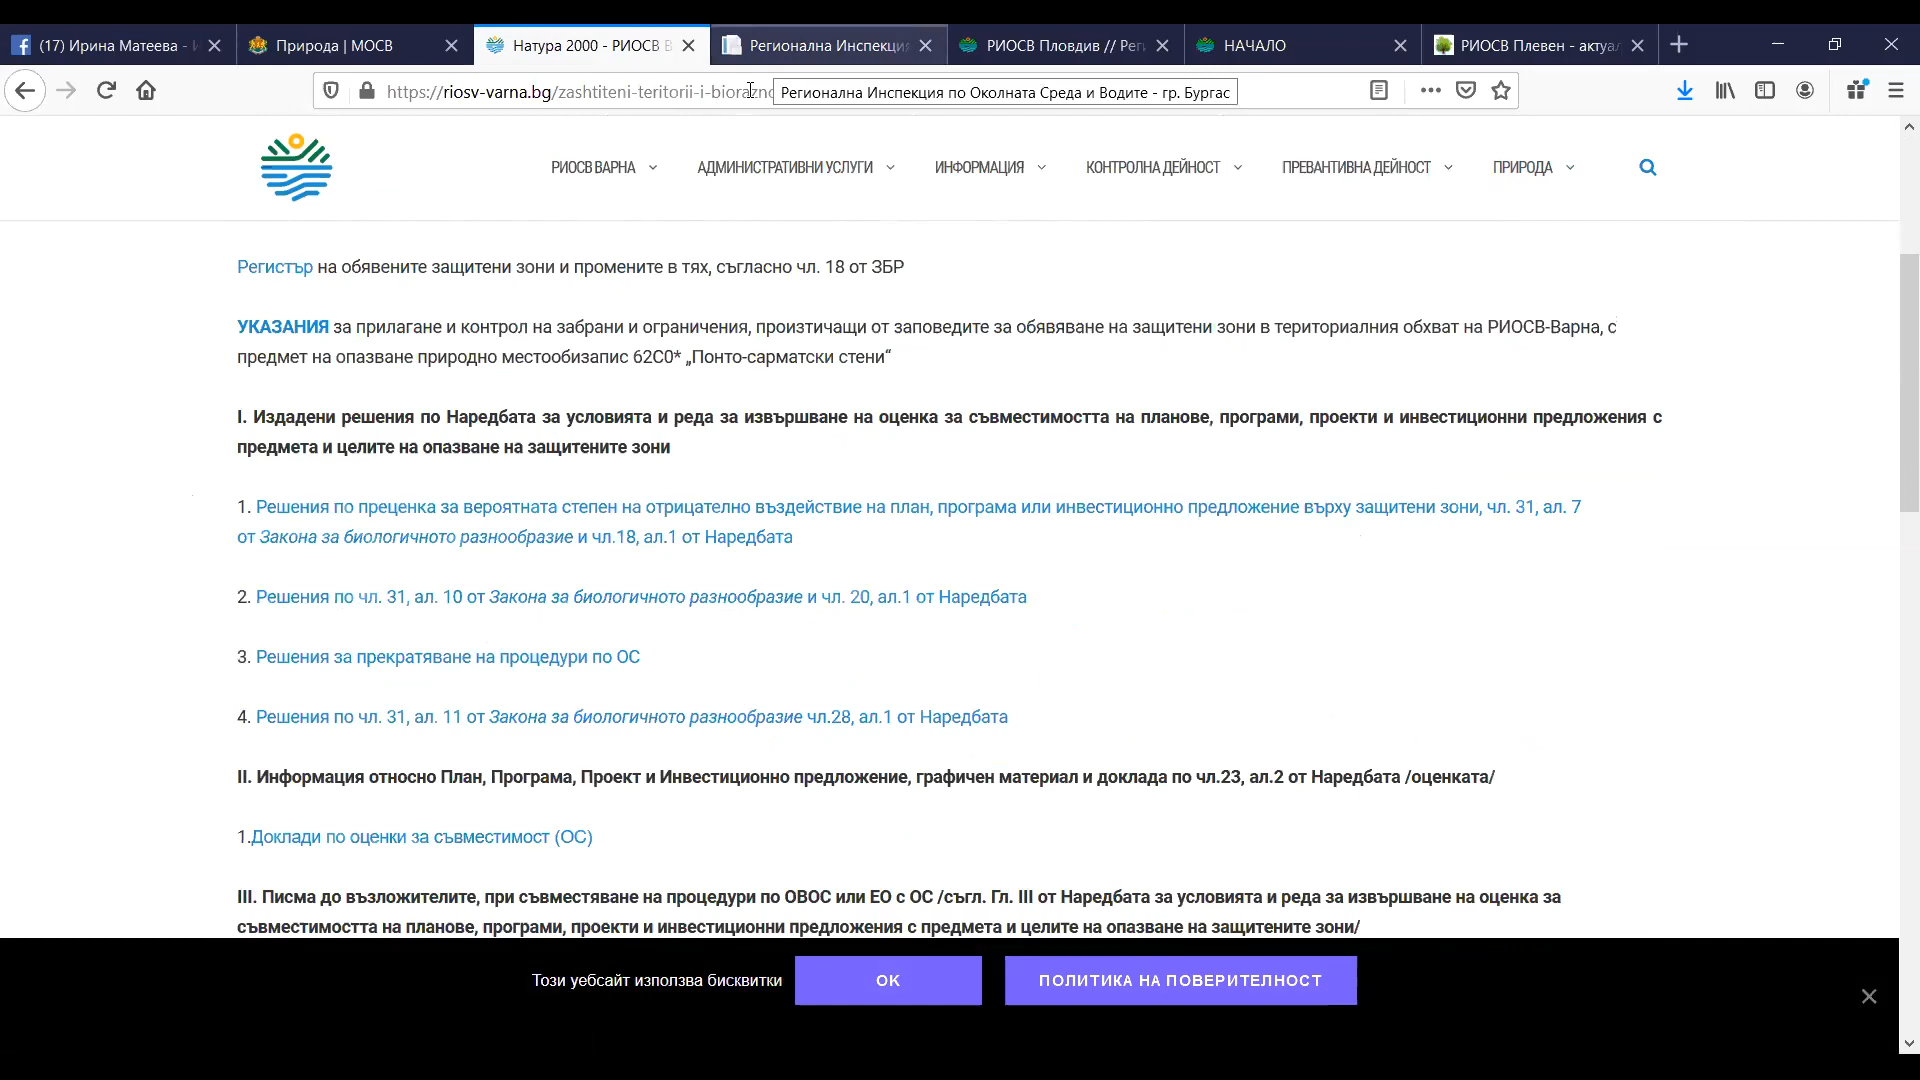 (17) Ирина Матеева -
Природа | МОСВ
Натура 2000 - РИОСВ В
Регионална Инспекция
РИОСВ Пловдив // Реги
НАЧАЛО
РИОСВ Плевен - актуал
https://riosv-varna.bg/zashtiteni-teritorii-i-biorazno
Регионална Инспекция по Околната Среда и Водите - гр. Бургас
РИОСВ ВАРНА
АДМИНИСТРАТИВНИ УСЛУГИ
ИНФОРМАЦИЯ
КОНТРОЛНА ДЕЙНОСТ
ПРЕВАНТИВНА ДЕЙНОСТ
ПРИРОДА
Регистър на обявените защитени зони и промените в тях, съгласно чл. 18 от ЗБР
УКАЗАНИЯ за прилагане и контрол на забрани и ограничения, произтичащи от заповедите за обявяване на защитени зони в териториалния обхват на РИОСВ-Варна, с
предмет на опазване природно местообизапис 62С0* „Понто-сарматски стени“
I. Издадени решения по Наредбата за условията и реда за извършване на оценка за съвместимостта на планове, програми, проекти и инвестиционни предложения с
предмета и целите на опазване на защитените зони
1. Решения по преценка за вероятната степен на отрицателно въздействие на план, програма или инвестиционно предложение върху защитени зони, чл. 31, ал. 7
от Закона за биологичното разнообразие и чл.18, ал.1 от Наредбата
2. Решения по чл. 31, ал. 10 от Закона за биологичното разнообразие и чл. 20, ал.1 от Наредбата
3. Решения за прекратяване на процедури по ОС
4. Решения по чл. 31, ал. 11 от Закона за биологичното разнообразие чл.28, ал.1 от Наредбата
II. Информация относно План, Програма, Проект и Инвестиционно предложение, графичен материал и доклада по чл.23, ал.2 от Наредбата /оценката/
1.Доклади по оценки за съвместимост (ОС)
III. Писма до възложителите, при съвместяване на процедури по ОВОС или ЕО с ОС /съгл. Гл. III от Наредбата за условията и реда за извършване на оценка за
съвместимостта на планове, програми, проекти и инвестиционни предложения с предмета и целите на опазване на защитените зони/
Този уебсайт използва бисквитки
OK
ПОЛИТИКА НА ПОВЕРИТЕЛНОСТ